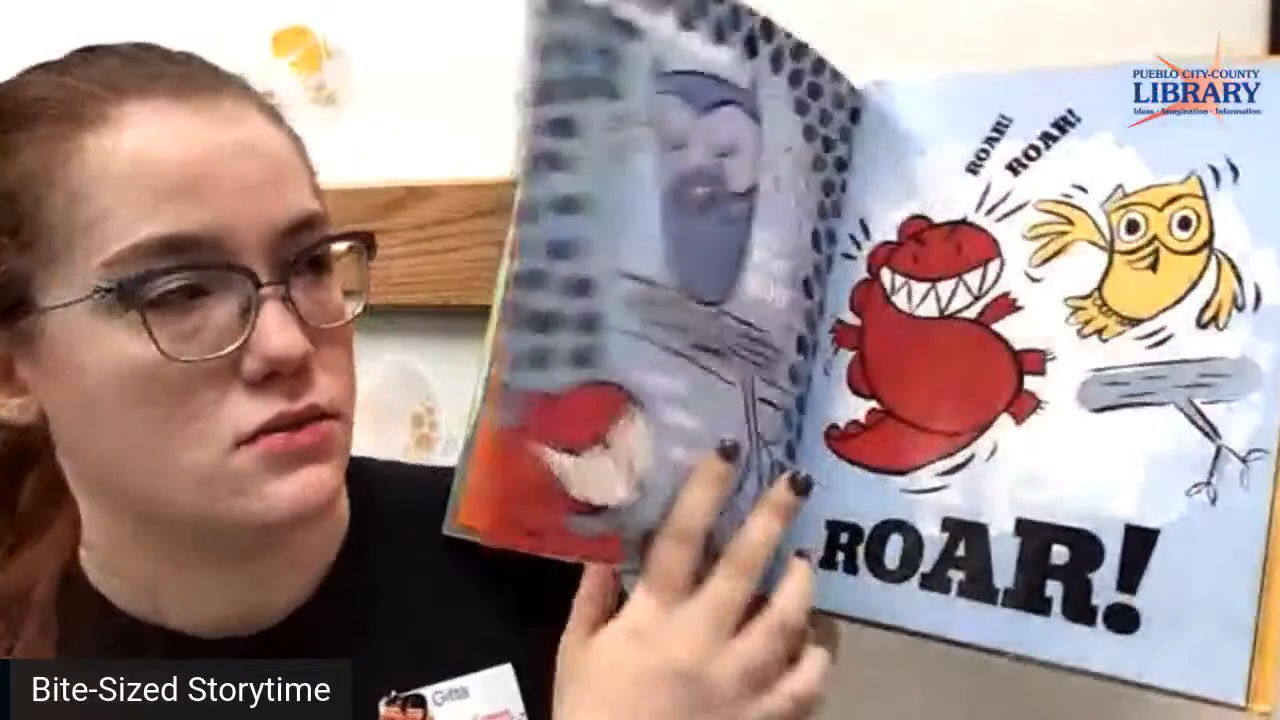 PUEBLO CITY-COUNTY
LIBRARY
Ideas · Imagination · Information
ROAR!
ROAR!
ROAR!
Bite-Sized Storytime